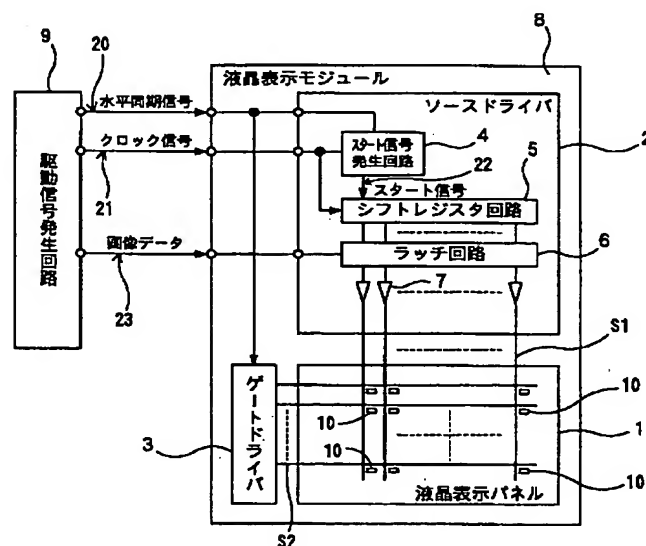 8
9
20
液晶表示モジュール
水平同期信号
ソースドライバ
2
クロック信号
スタート信号
発生回路
4
21
22
スタート信号
5
シフトレジスタ回路
駆動信号発生回路
画像データ
ラッチ回路
6
23
7
S1
ゲートドライバ
10
10
10
3
1
10
10
液晶表示パネル
S2